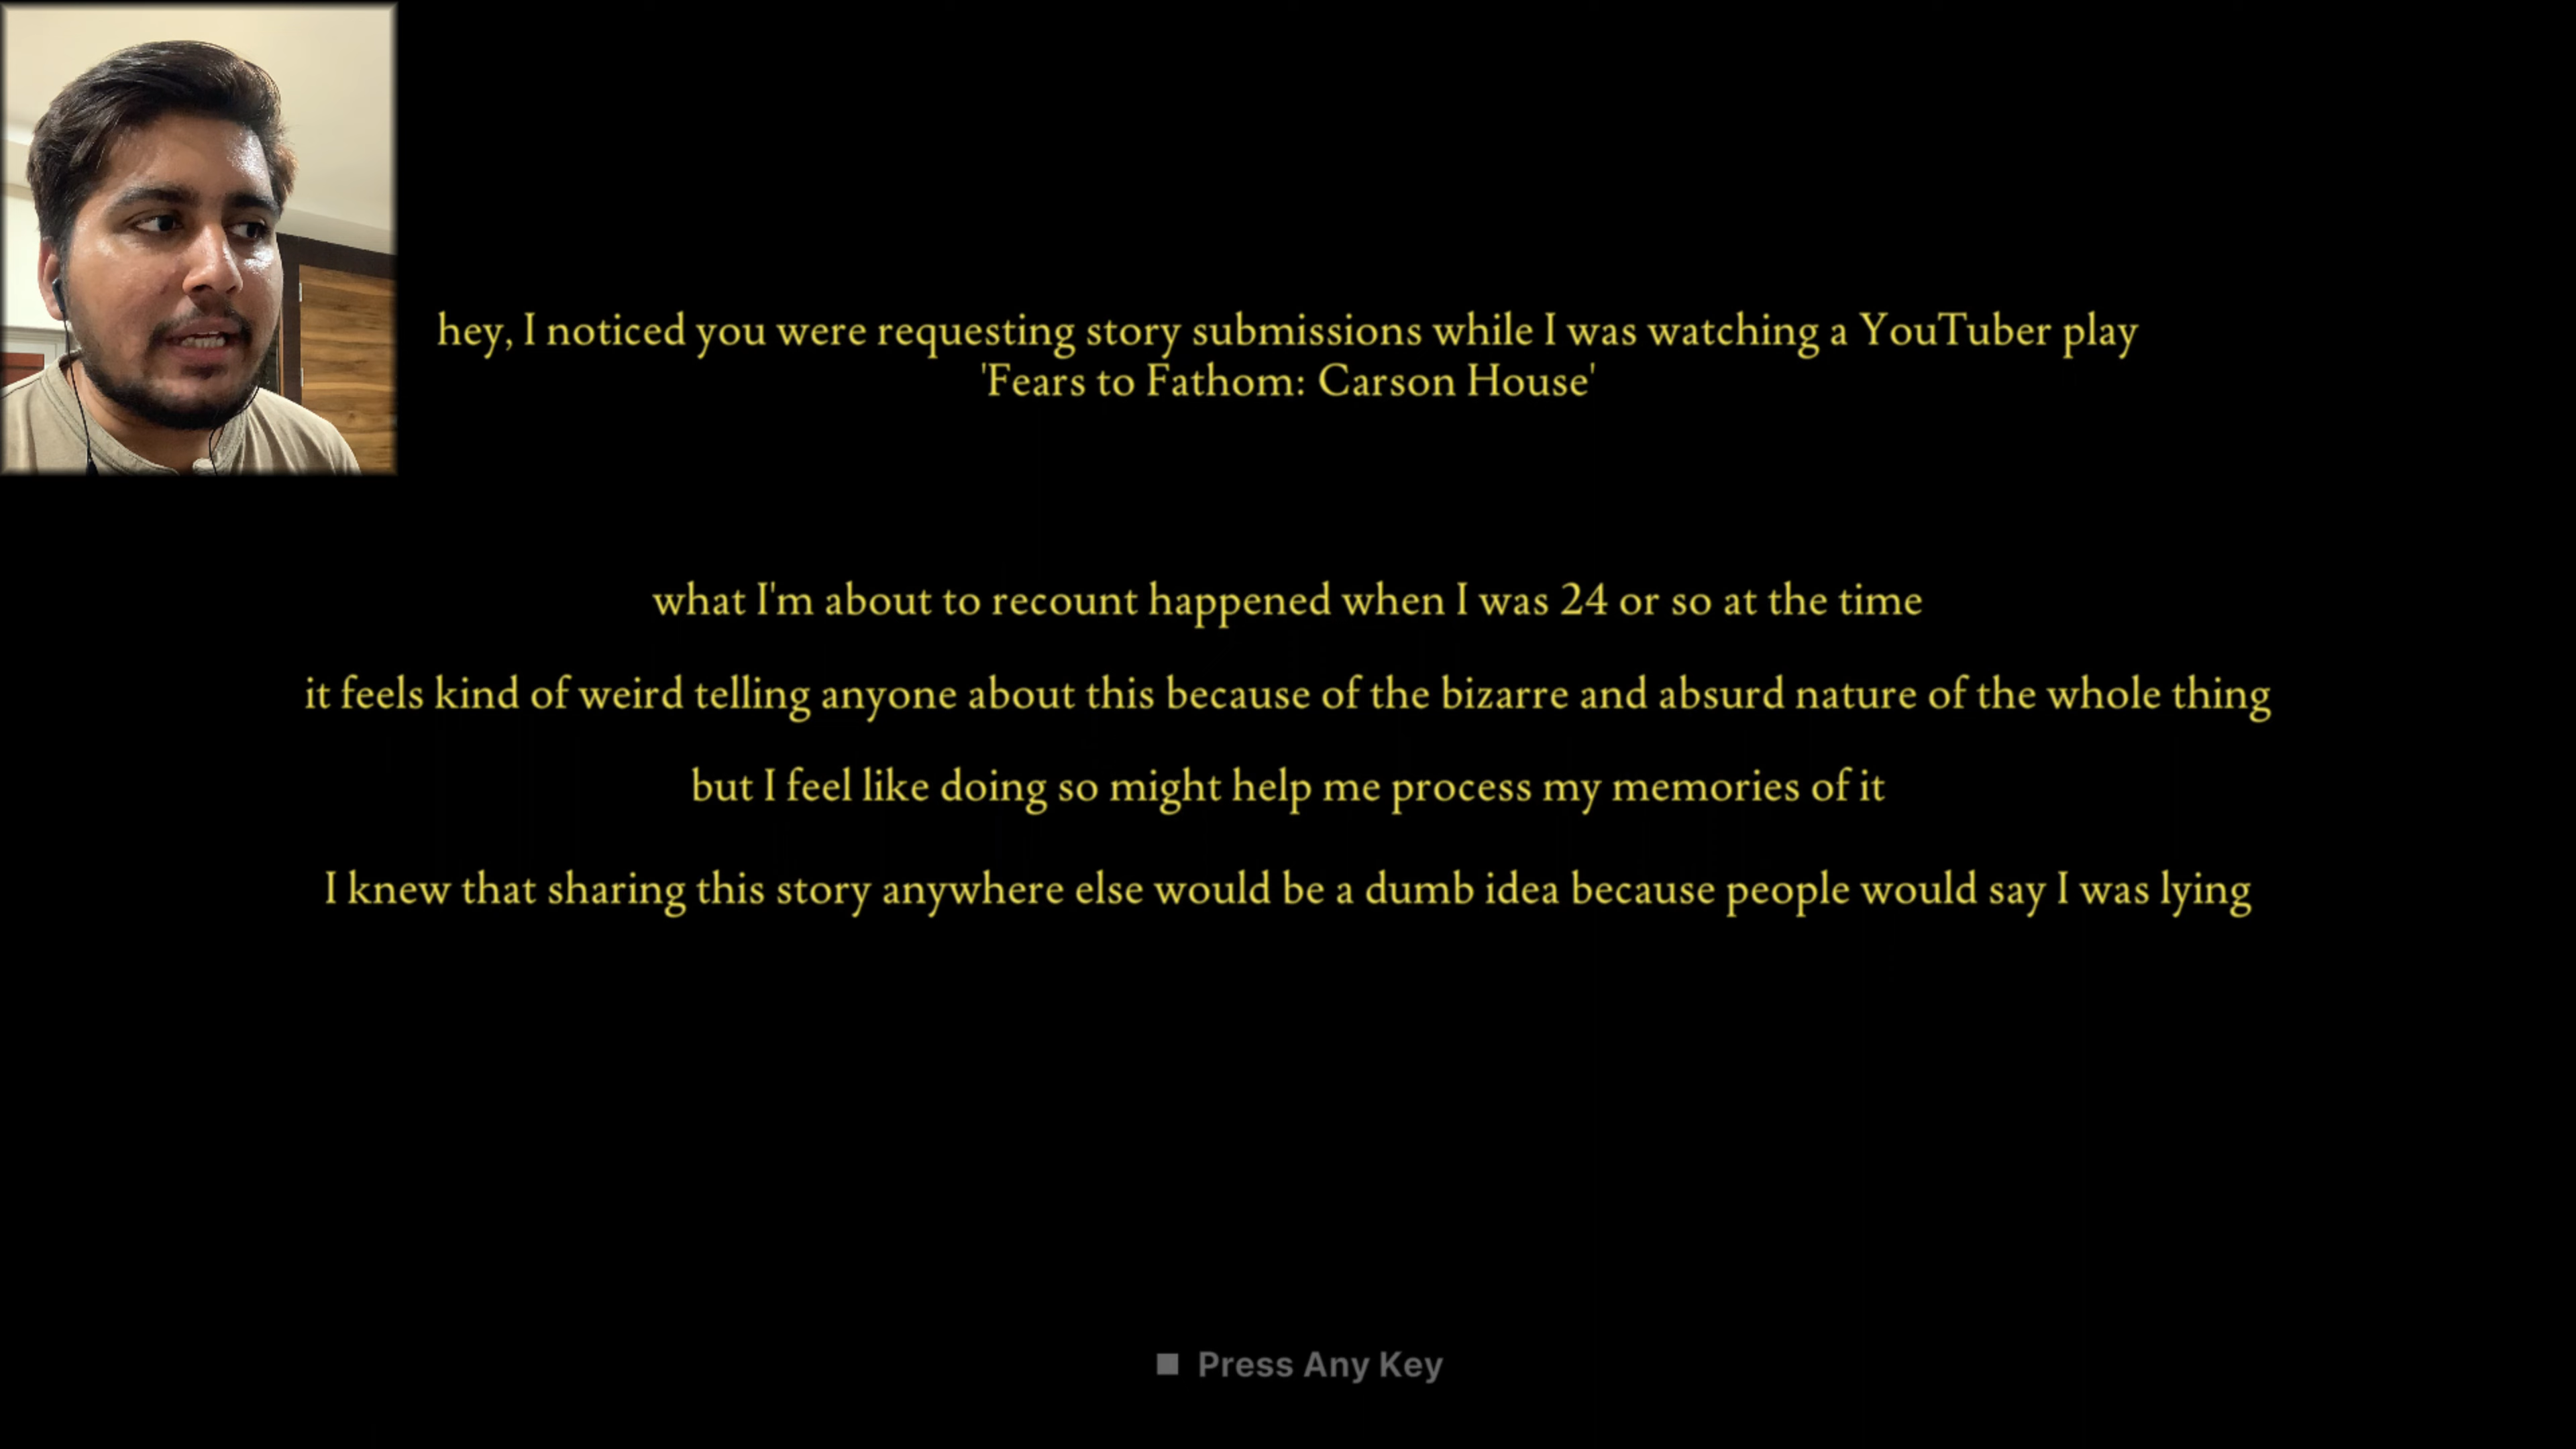 hey, I noticed you were requesting story submissions while I was watching a YouTuber play
'Fears to Fathom: Carson House'
what I'm about to recount happened when I was 24 or so at the time
it feels kind of weird telling anyone about this because of the bizarre and absurd nature of the whole thing
but I feel like doing so might help me process my memories of it
I knew that sharing this story anywhere else would be a dumb idea because people would say I was lying
Press Any Key